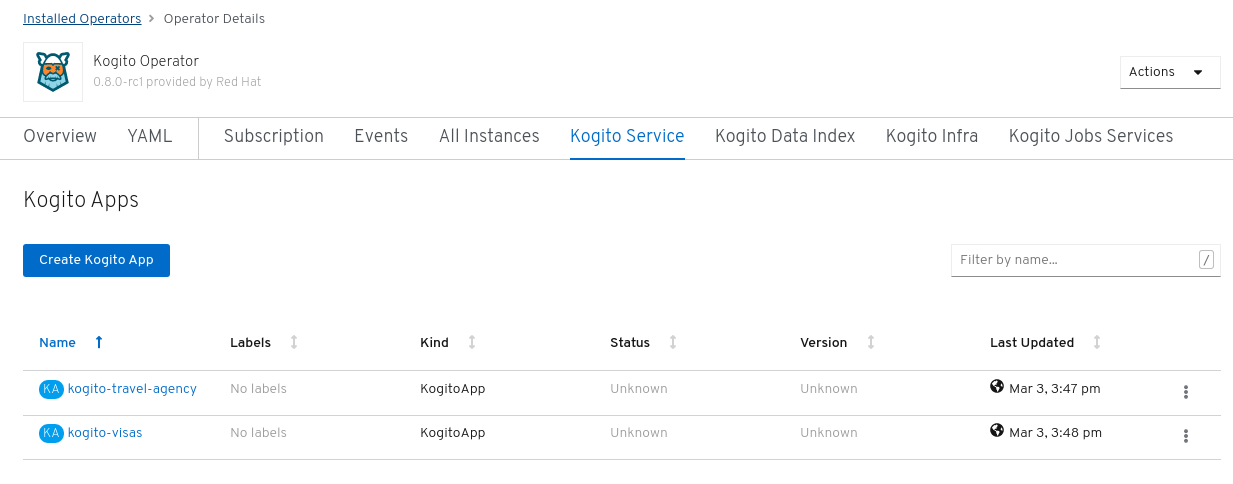 Installed Operators > Operator Details
Kogito Operator
0.8.0-rc1 provided by Red Hat
Actions
Overview YAML Subscription Events All Instances Kogito Service Kogito Data Index Kogito Infra Kogito Jobs Services
Kogito Apps
Create Kogito App
Filter by name...
/
Name Labels Kind Status Version Last Updated
KA kogito-travel-agency No labels KogitoApp Unknown Unknown Mar 3, 3:47 pm
KA kogito-visas No labels KogitoApp Unknown Unknown Mar 3, 3:48 pm